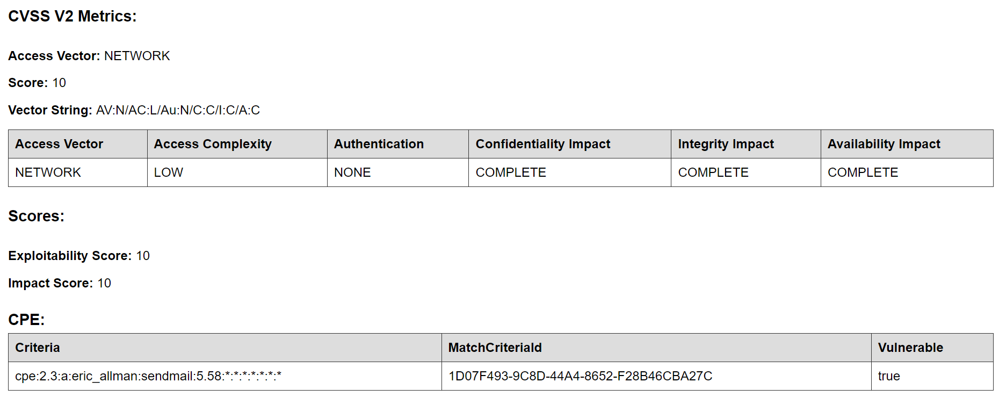 CVSS V2 Metrics:
Access Vector: NETWORK
Score: 10
Vector String: AV:N/AC:L/Au:N/C:C/I:C/A:C
Access Vector Access Complexity Authentication Confidentiality Impact Integrity Impact Availability Impact
NETWORK LOW NONE COMPLETE COMPLETE COMPLETE
Scores:
Exploitability Score: 10
Impact Score: 10
CPE:
Criteria MatchCriteriaId Vulnerable
cpe:2.3:a:eric_allman:sendmail:5.58:*:*:*:*:*:*:* 1D07F493-9C8D-44A4-8652-F28B46CBA27C true